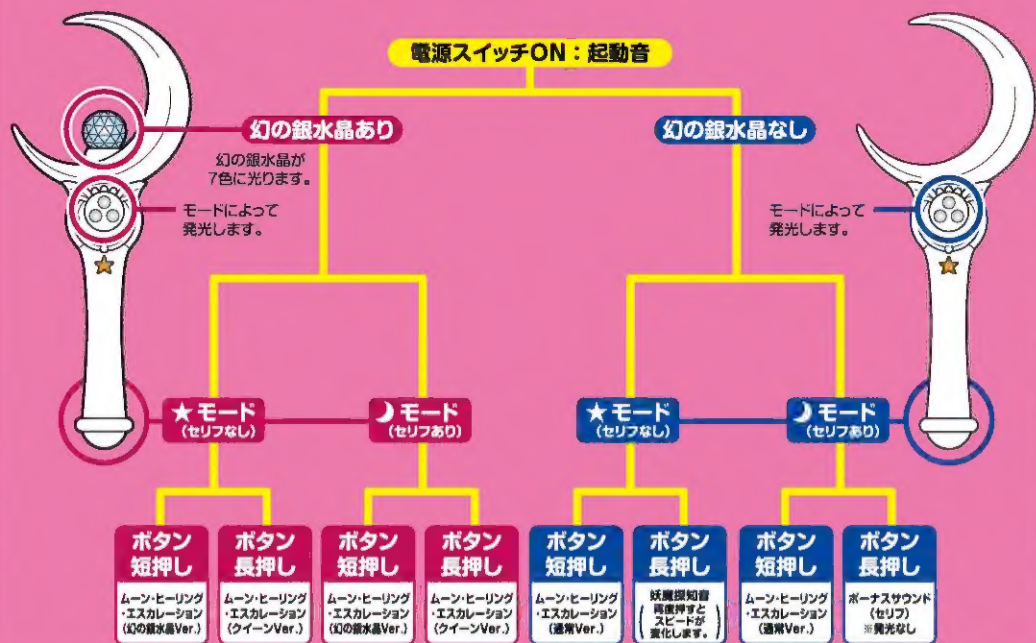 電源スイッチON：起動音
幻の銀水晶あり
幻の銀水晶が
7色に光ります。
モードによって
発光します。
幻の銀水晶なし
モードによって
発光します。
★モード
(セリフなし)
☽モード
(セリフあり)
★モード
(セリフなし)
☽モード
(セリフあり)
ボタン
短押し
ムーン・ヒーリング
・エスカレーション
(幻の銀水晶Ver.)
ボタン
長押し
ムーン・ヒーリング
・エスカレーション
(クイーンVer.)
ボタン
短押し
ムーン・ヒーリング
・エスカレーション
(幻の銀水晶Ver.)
ボタン
長押し
ムーン・ヒーリング
・エスカレーション
(クイーンVer.)
ボタン
短押し
ムーン・ヒーリング
・エスカレーション
(通常Ver.)
ボタン
長押し
妖魔探知音
(再度押すと
スピードが
変化します。)
ボタン
短押し
ムーン・ヒーリング
・エスカレーション
(通常Ver.)
ボタン
長押し
ボーナスサウンド
(セリフ)
※発光なし